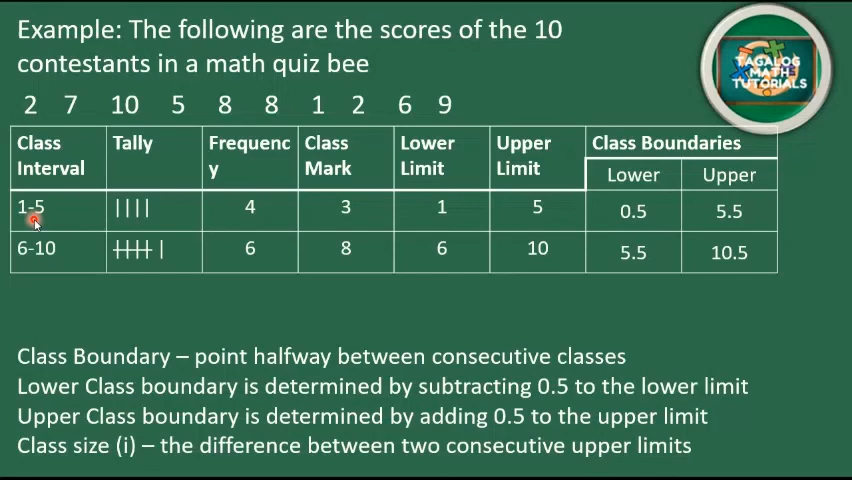 Example: The following are the scores of the 10
contestants in a math quiz bee
2 7 10 5 8 8 1 2 6 9
TAGALOG
MATH
TUTORIALS
Class Interval Tally Frequency Class Mark Lower Limit Upper Limit Class Boundaries
Lower Upper
1-5 |||| 4 3 1 5 0.5 5.5
6-10 |||| | 6 8 6 10 5.5 10.5
Class Boundary – point halfway between consecutive classes
Lower Class boundary is determined by subtracting 0.5 to the lower limit
Upper Class boundary is determined by adding 0.5 to the upper limit
Class size (i) – the difference between two consecutive upper limits